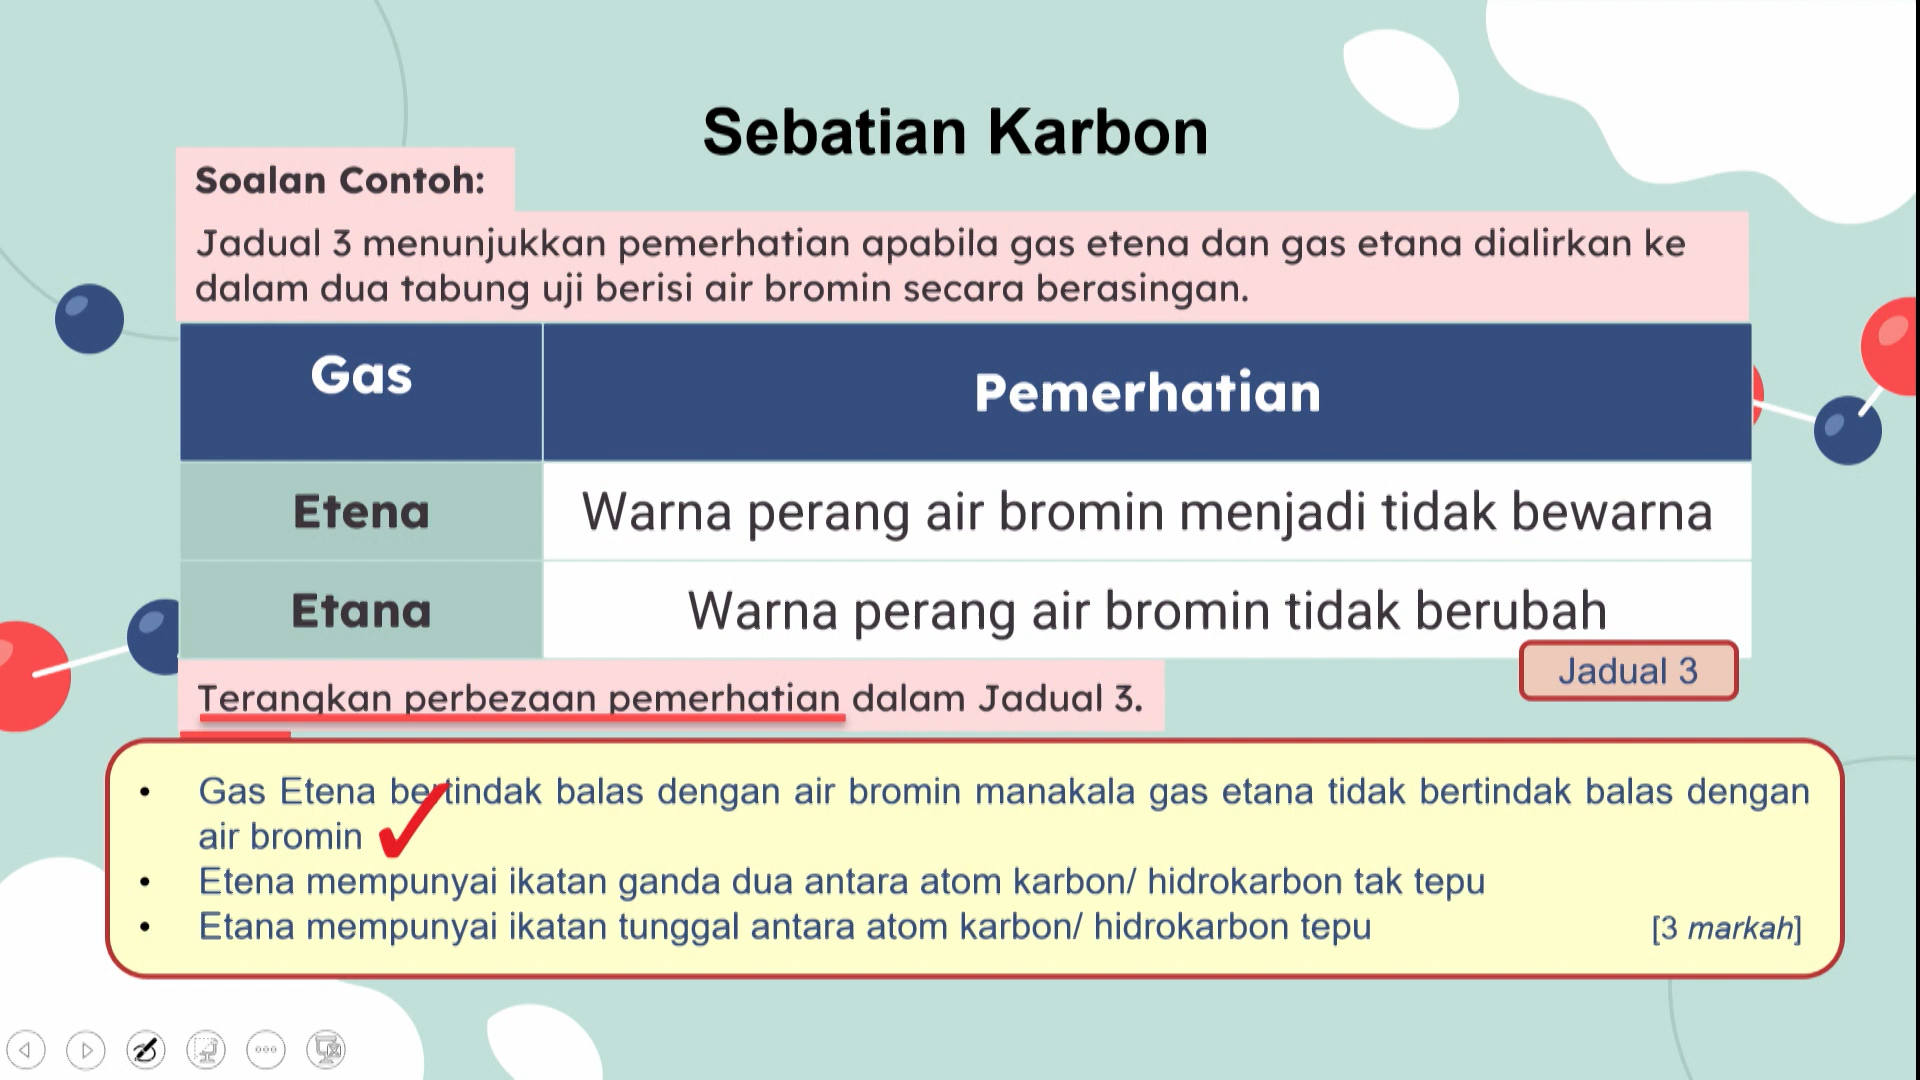 Sebatian Karbon
Soalan Contoh:
Jadual 3 menunjukkan pemerhatian apabila gas etena dan gas etana dialirkan ke
dalam dua tabung uji berisi air bromin secara berasingan.
Gas
Pemerhatian
Etena
Warna perang air bromin menjadi tidak bewarna
Etana
Warna perang air bromin tidak berubah
Jadual 3
Terangkan perbezaan pemerhatian dalam Jadual 3.
• Gas Etena bertindak balas dengan air bromin manakala gas etana tidak bertindak balas dengan
air bromin
• Etena mempunyai ikatan ganda dua antara atom karbon/ hidrokarbon tak tepu
• Etana mempunyai ikatan tunggal antara atom karbon/ hidrokarbon tepu
[3 markah]